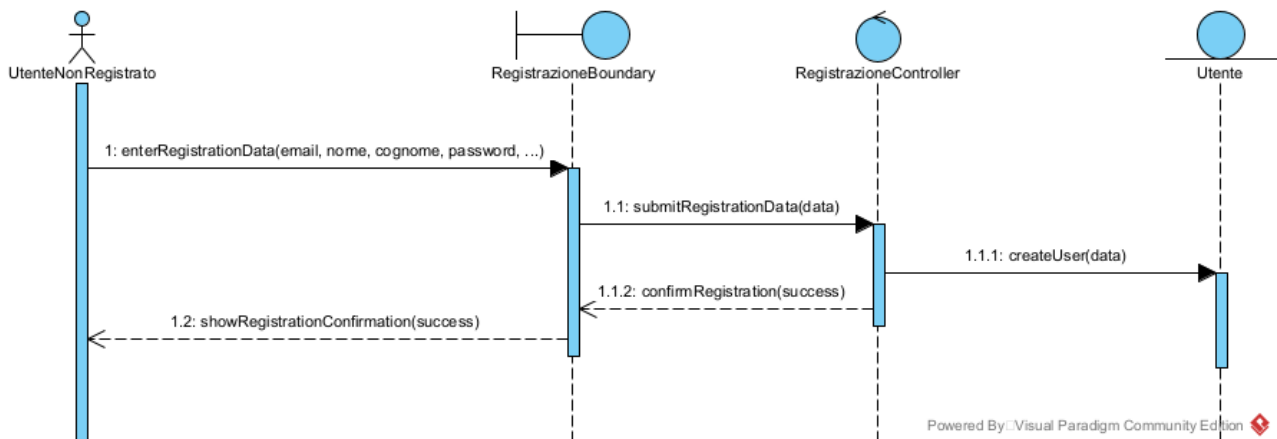 UtenteNonRegistrato
RegistrazioneBoundary
RegistrazioneController
Utente
1: enterRegistrationData(email, nome, cognome, password, ...)
1.1: submitRegistrationData(data)
1.1.1: createUser(data)
1.1.2: confirmRegistration(success)
1.2: showRegistrationConfirmation(success)
Powered By Visual Paradigm Community Edition